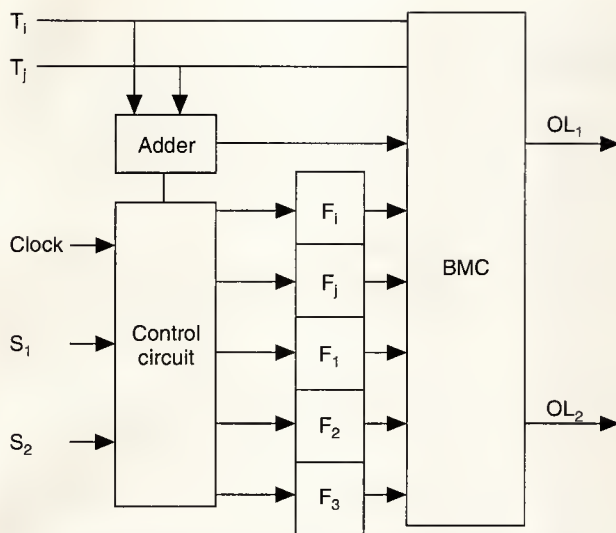 T_i
T_j
Adder
OL_1
F_i
Clock
F_j
BMC
S_1
Control
circuit
F_1
F_2
OL_2
S_2
F_3